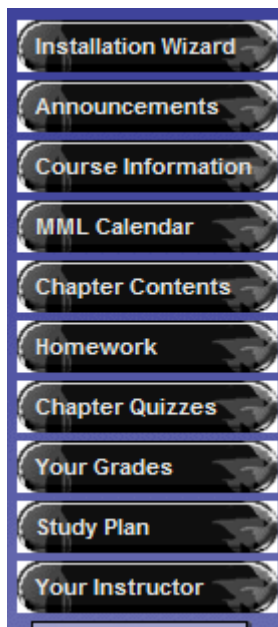 Installation Wizard
Announcements
Course Information
MML Calendar
Chapter Contents
Homework
Chapter Quizzes
Your Grades
Study Plan
Your Instructor